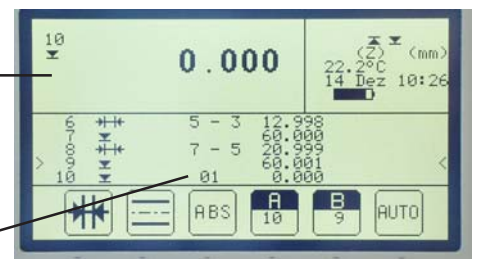 10
0.000
(Z) (mm)
22.2°C
14 Dez 10:26
6 5 - 3 12.998
7 60.000
8 7 - 5 20.999
9 60.001
> <
10 01 0.000
ABS A 10 B 9 AUTO